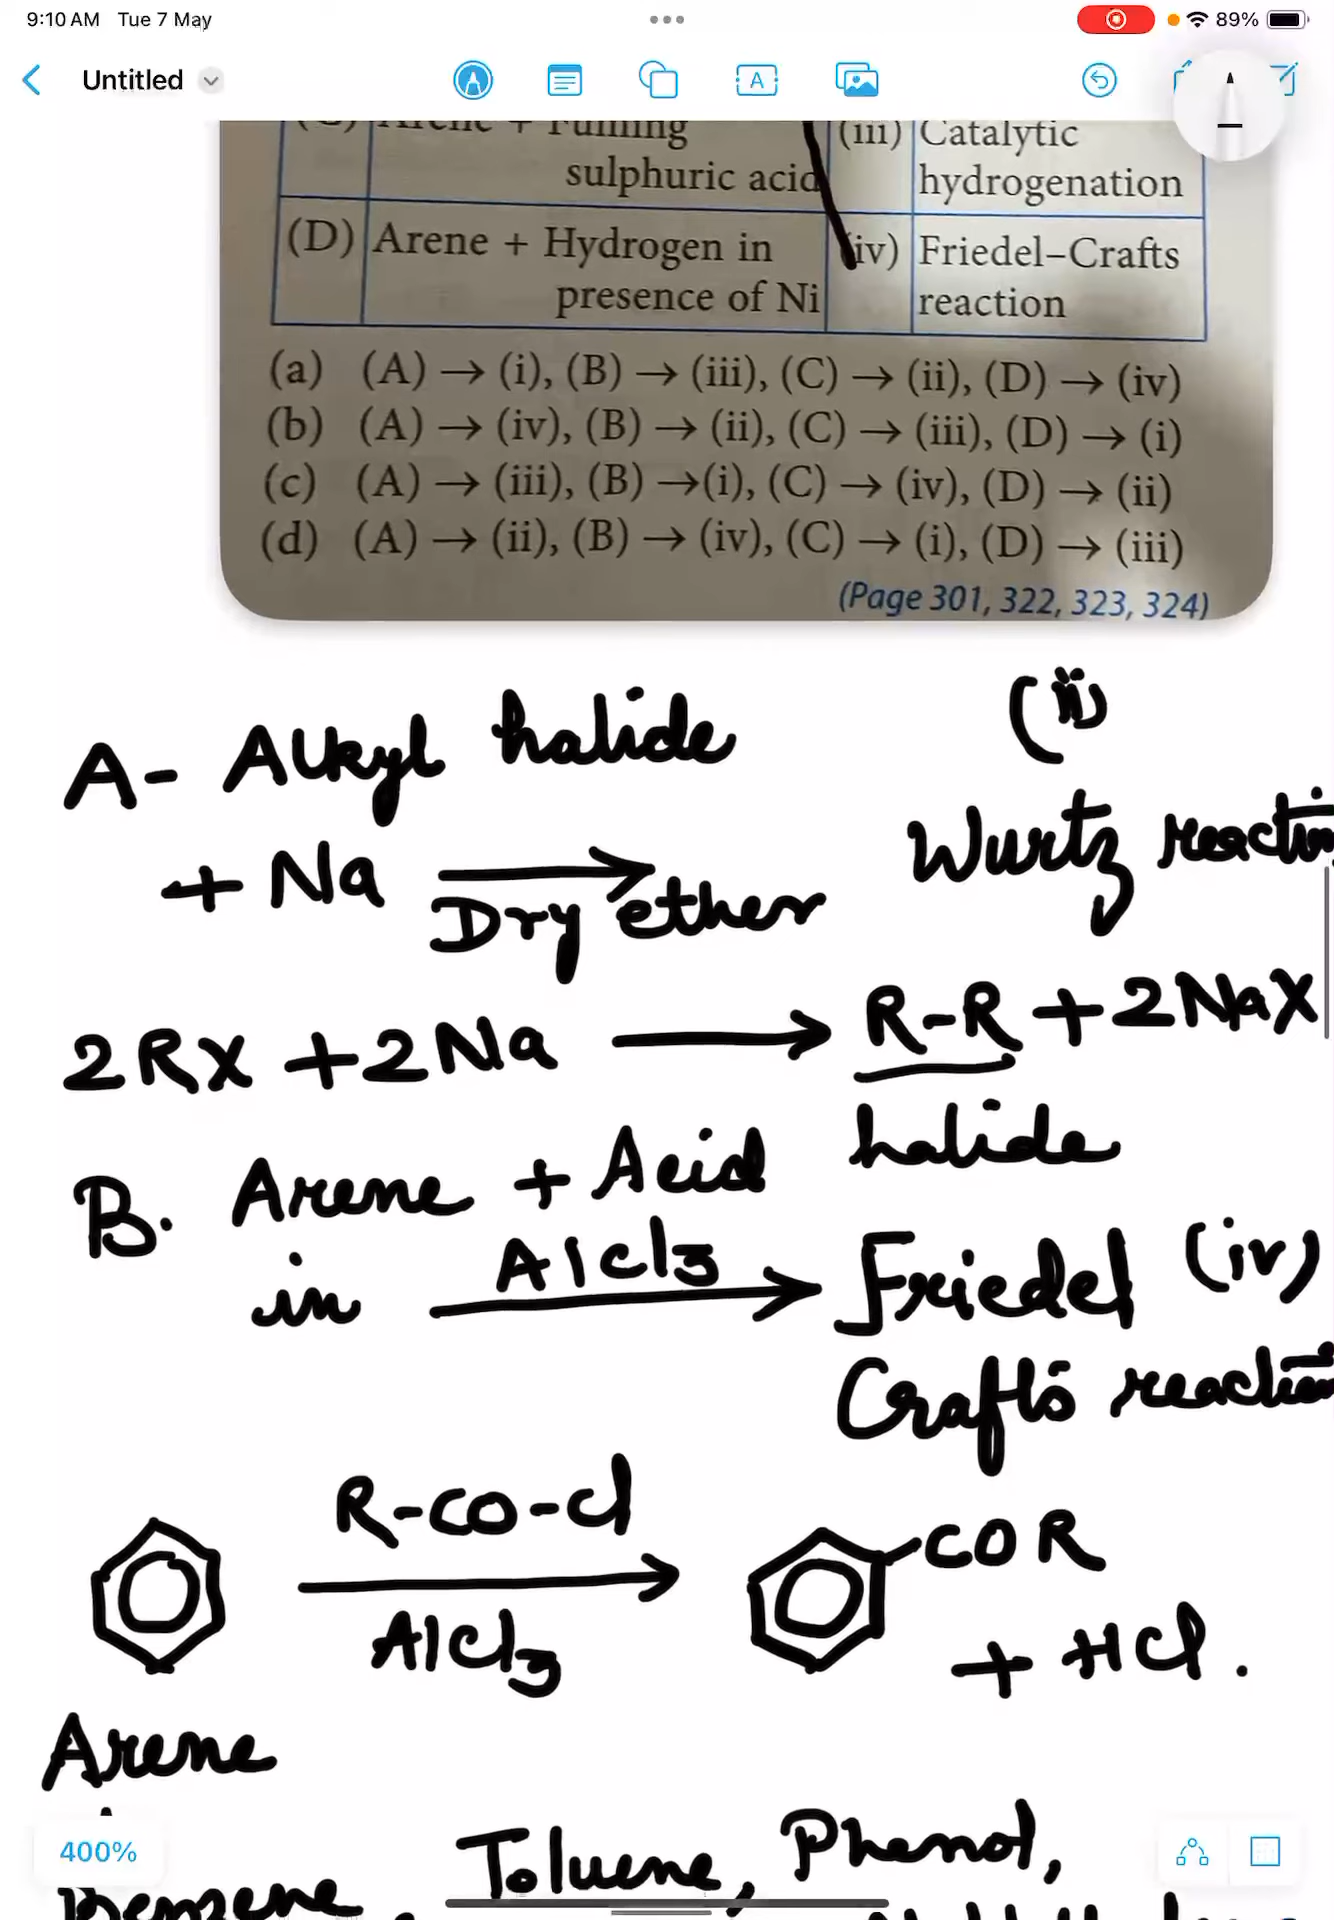 9:10 AM Tue 7 May
89%
Untitled
(C) Arene + Fuming sulphuric acid (iii) Catalytic hydrogenation
(D) Arene + Hydrogen in presence of Ni (iv) Friedel–Crafts reaction
(a) (A) → (i), (B) → (iii), (C) → (ii), (D) → (iv)
(b) (A) → (iv), (B) → (ii), (C) → (iii), (D) → (i)
(c) (A) → (iii), (B) →(i), (C) → (iv), (D) → (ii)
(d) (A) → (ii), (B) → (iv), (C) → (i), (D) → (iii)
(Page 301, 322, 323, 324)
A- Alkyl halide (ii)
+ Na → Dry ether Wurtz reaction
2RX + 2Na → R-R + 2NaX
B. Arene + Acid halide
in AlCl3 → Friedel (iv)
Crafts reaction
R-CO-Cl
AlCl3
COR
+ HCl.
Arene
400%
Toluene, Phenol,
Benzene